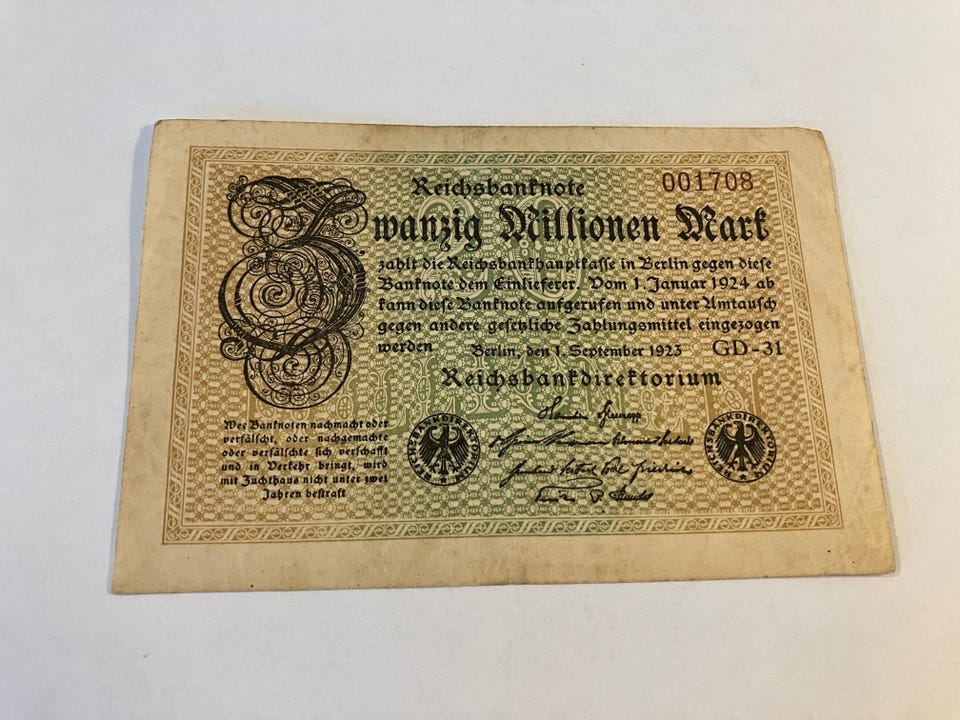 Reichsbanknote
001708
20
Zwanzig Millionen Mark
zahlt die Reichsbankhauptkasse in Berlin gegen diese
Banknote dem Einlieferer. Vom 1. Januar 1924 ab
kann diese Banknote aufgerufen und unter Umtausch
gegen andere gesetzliche Zahlungsmittel eingezogen
werden
Berlin, den 1. September 1923
GD-31
Reichsbankdirektorium
Wer Banknoten nachmacht oder
verfälscht, oder nachgemachte
oder verfälschte sich verschafft
und in Verkehr bringt, wird
mit Zuchthaus nicht unter zwei
Jahren bestraft
REICHSBANKDIREKTORIUM
REICHSBANKDIREKTORIUM